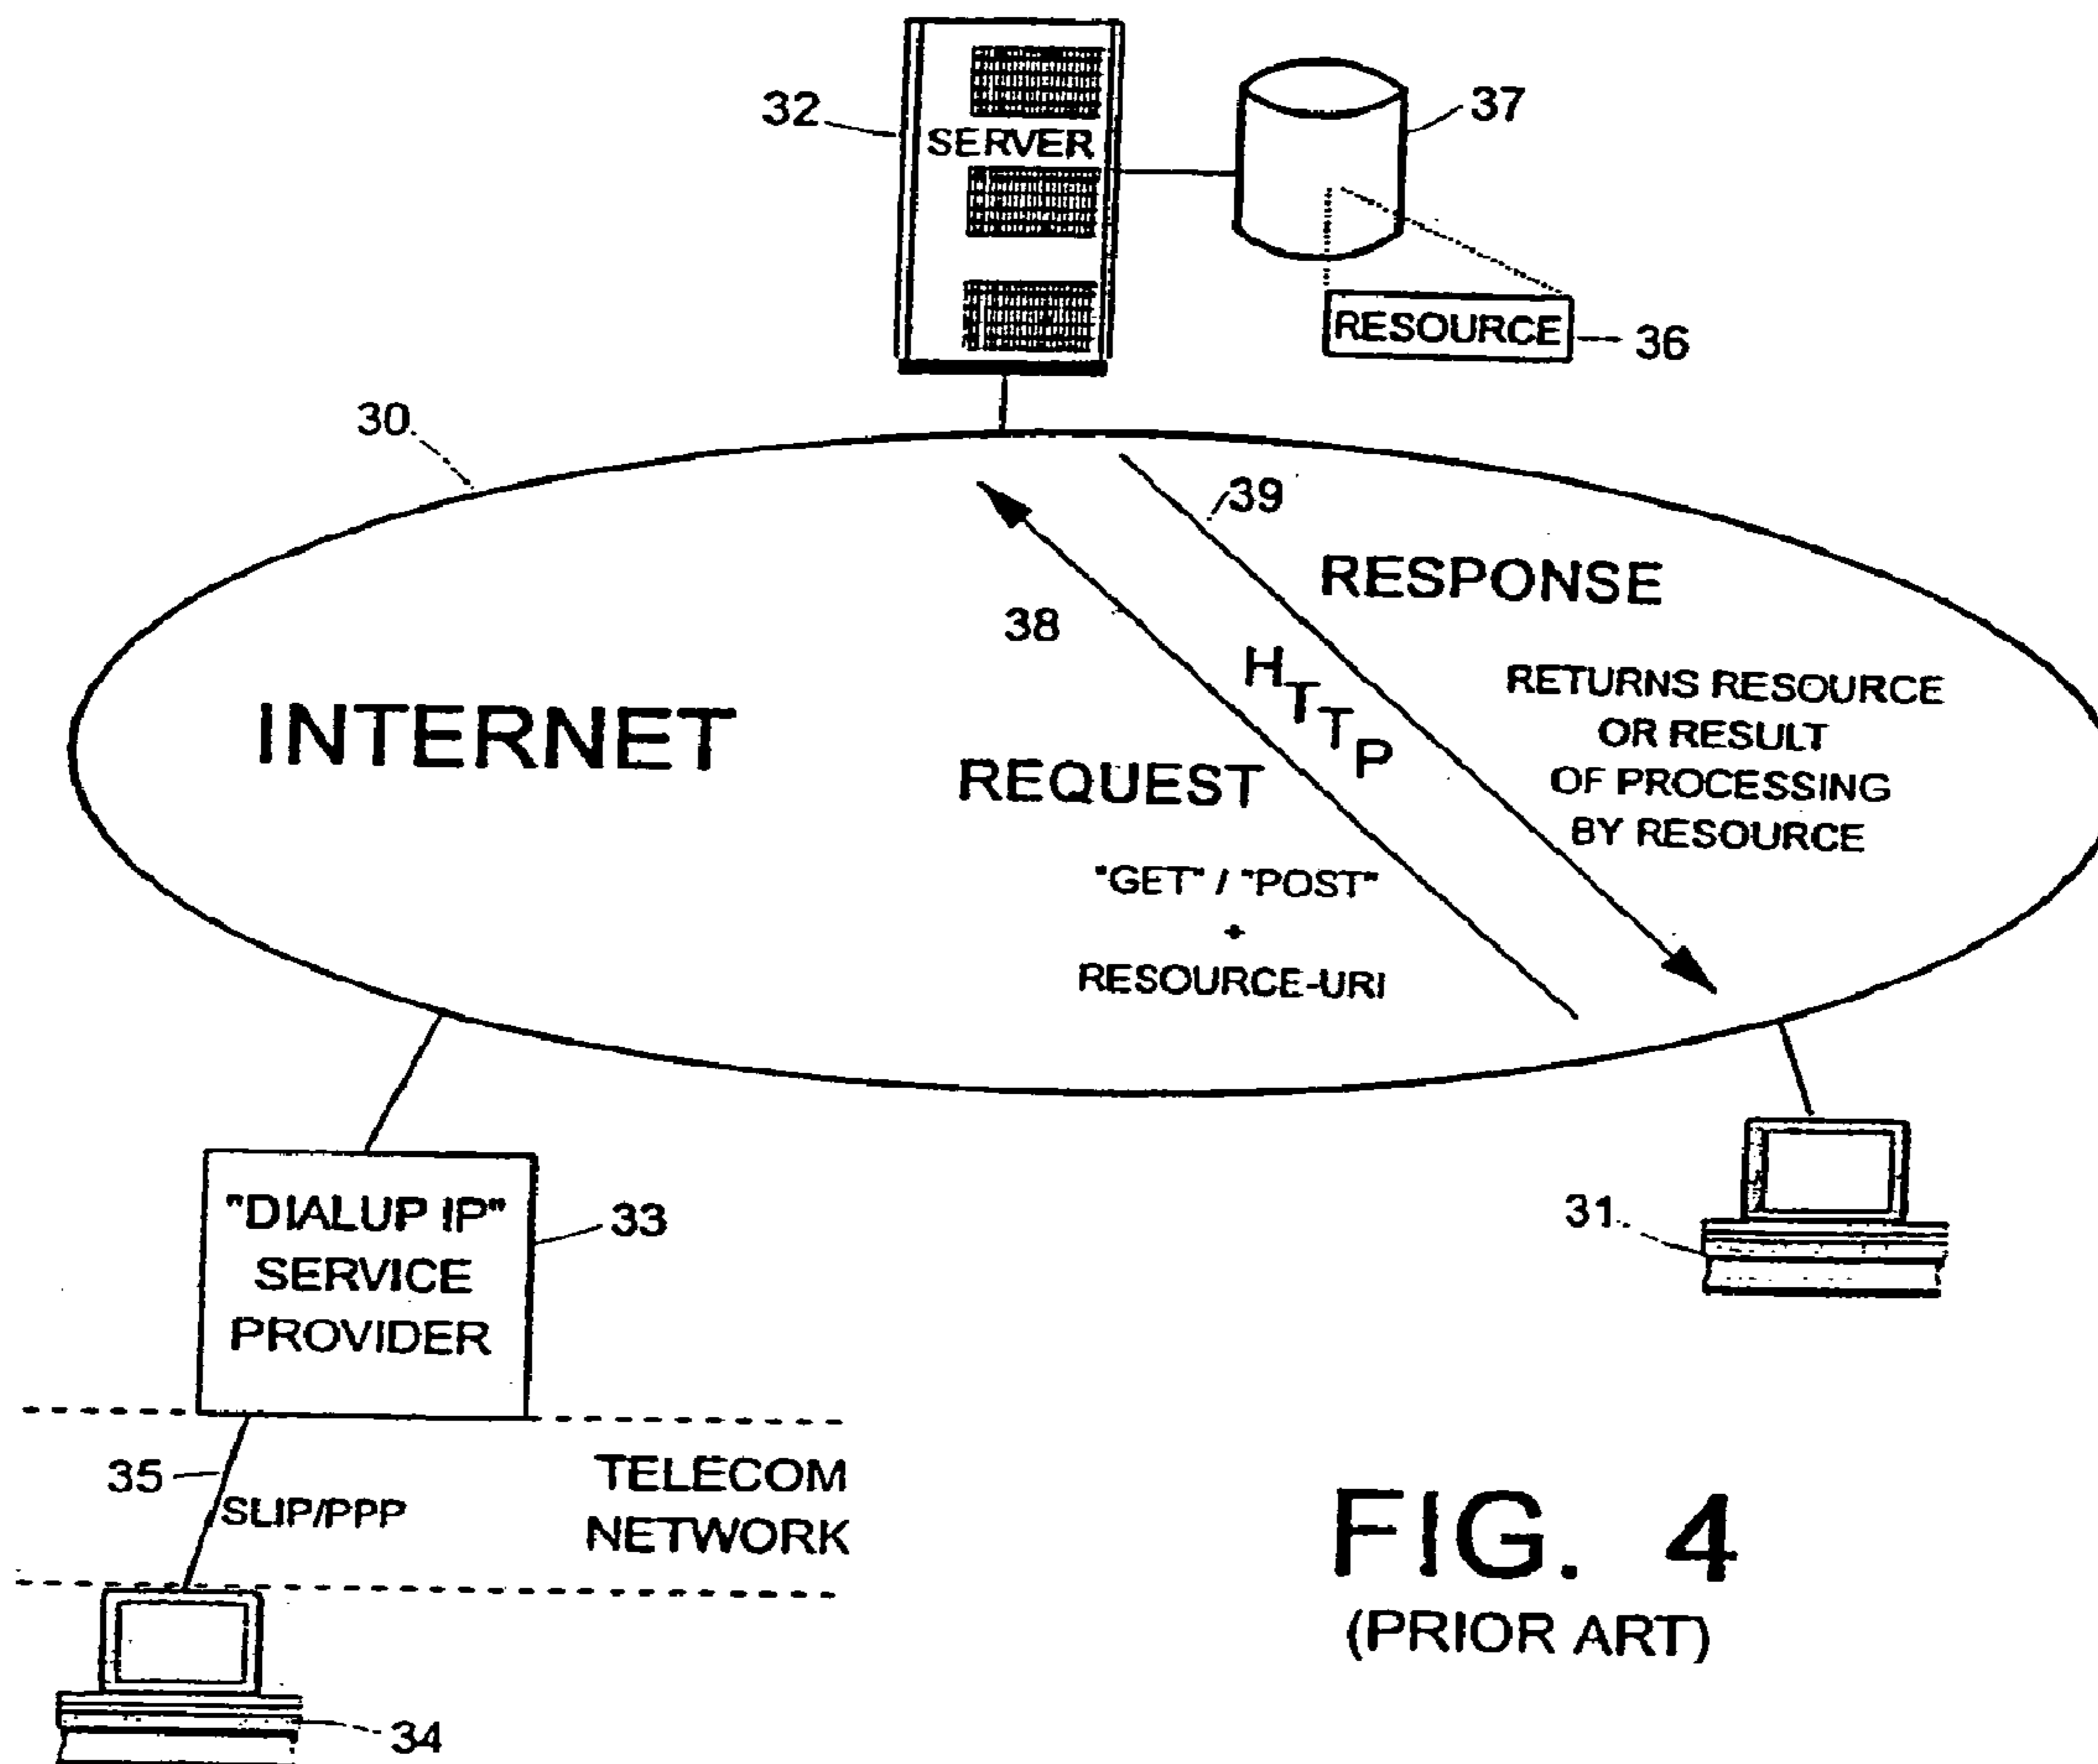 32
SERVER
37
RESOURCE
36
30
39
RESPONSE
38
HTTP
INTERNET
REQUEST
RETURNS RESOURCE
OR RESULT
OF PROCESSING
BY RESOURCE
"GET" / "POST"
+
RESOURCE-URI
"DIALUP IP"
SERVICE
PROVIDER
33
31
35
SLIP/PPP
TELECOM
NETWORK
34
FIG. 4
(PRIOR ART)